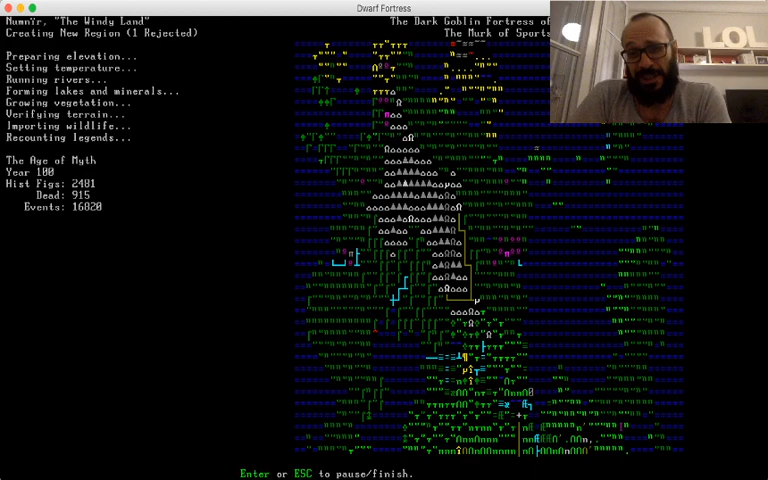 Dwarf Fortress
Numnïr, "The Windy Land"
The Dark Goblin Fortress of
Creating New Region (1 Rejected)
The Murk of Sports
LOL
Preparing elevation...
Setting temperature...
Running rivers...
Forming lakes and minerals...
Growing vegetation...
Verifying terrain...
Importing wildlife...
Recounting legends...
The Age of Myth
Year 100
Hist Figs: 2481
Dead: 915
Events: 16820
Enter or ESC to pause/finish.